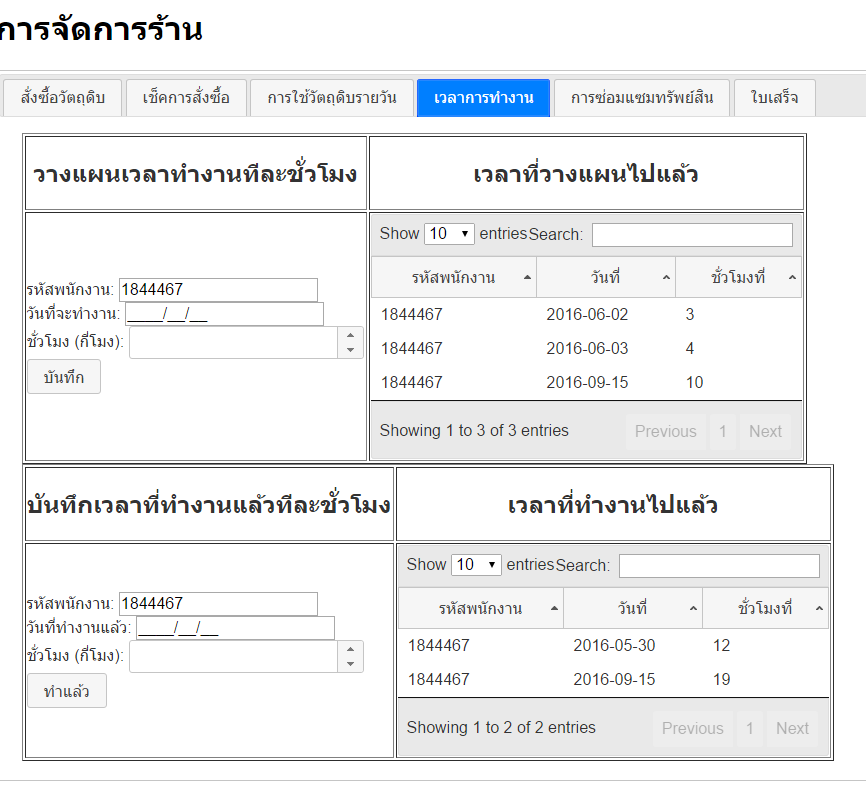 การจัดการร้าน
สั่งซื้อวัตถุดิบ เช็คการสั่งซื้อ การใช้วัตถุดิบรายวัน เวลาการทำงาน การซ่อมแซมทรัพย์สิน ใบเสร็จ
วางแผนเวลาทำงานทีละชั่วโมง เวลาที่วางแผนไปแล้ว
Show 10 entries Search:
รหัสพนักงาน วันที่ ชั่วโมงที่
1844467 2016-06-02 3
1844467 2016-06-03 4
1844467 2016-09-15 10
Showing 1 to 3 of 3 entries Previous 1 Next
รหัสพนักงาน: 1844467
วันที่จะทำงาน: ____/__/__
ชั่วโมง (กี่โมง):
บันทึก
บันทึกเวลาที่ทำงานแล้วทีละชั่วโมง เวลาที่ทำงานไปแล้ว
Show 10 entries Search:
รหัสพนักงาน วันที่ ชั่วโมงที่
1844467 2016-05-30 12
1844467 2016-09-15 19
Showing 1 to 2 of 2 entries Previous 1 Next
รหัสพนักงาน: 1844467
วันที่ทำงานแล้ว: ____/__/__
ชั่วโมง (กี่โมง):
ทำแล้ว